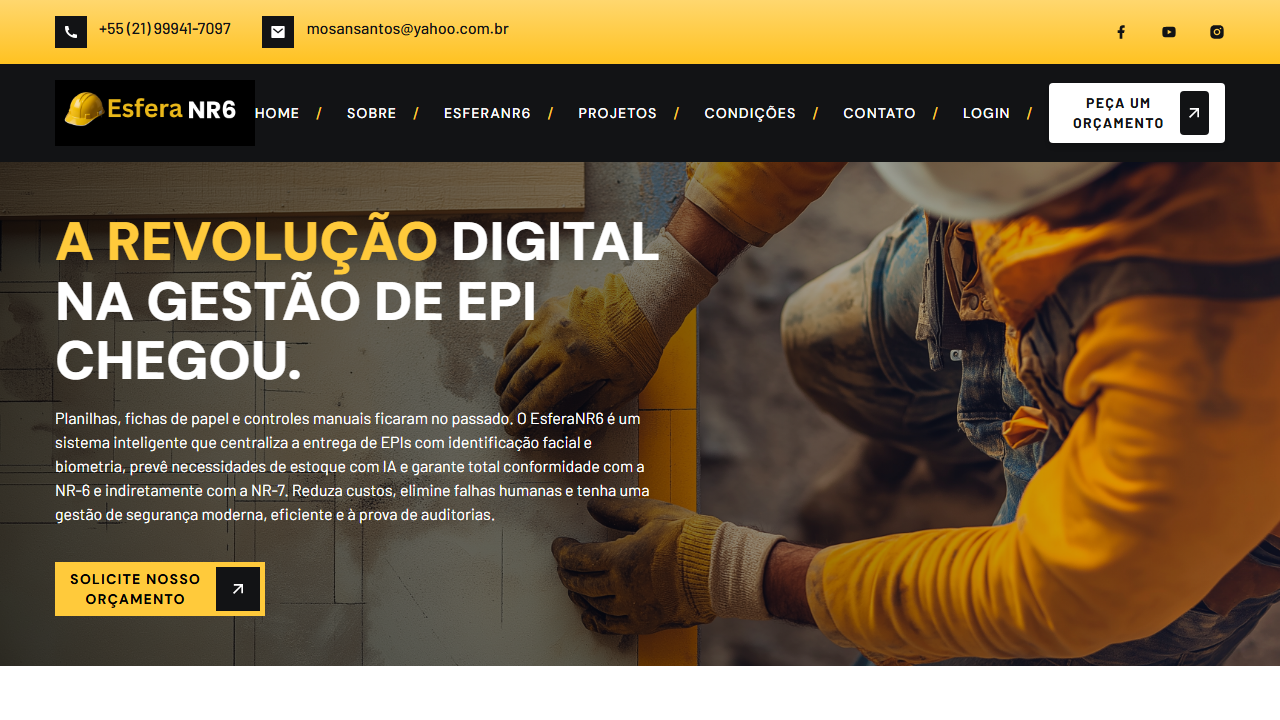 +55 (21) 99941-7097
mosansantos@yahoo.com.br
Esfera NR6
HOME / SOBRE / ESFERANR6 / PROJETOS / CONDIÇÕES / CONTATO / LOGIN /
PEÇA UM
ORÇAMENTO
A REVOLUÇÃO DIGITAL
NA GESTÃO DE EPI
CHEGOU.
Planilhas, fichas de papel e controles manuais ficaram no passado. O EsferaNR6 é um
sistema inteligente que centraliza a entrega de EPIs com identificação facial e
biometria, prevê necessidades de estoque com IA e garante total conformidade com a
NR-6 e indiretamente com a NR-7. Reduza custos, elimine falhas humanas e tenha uma
gestão de segurança moderna, eficiente e à prova de auditorias.
SOLICITE NOSSO
ORÇAMENTO